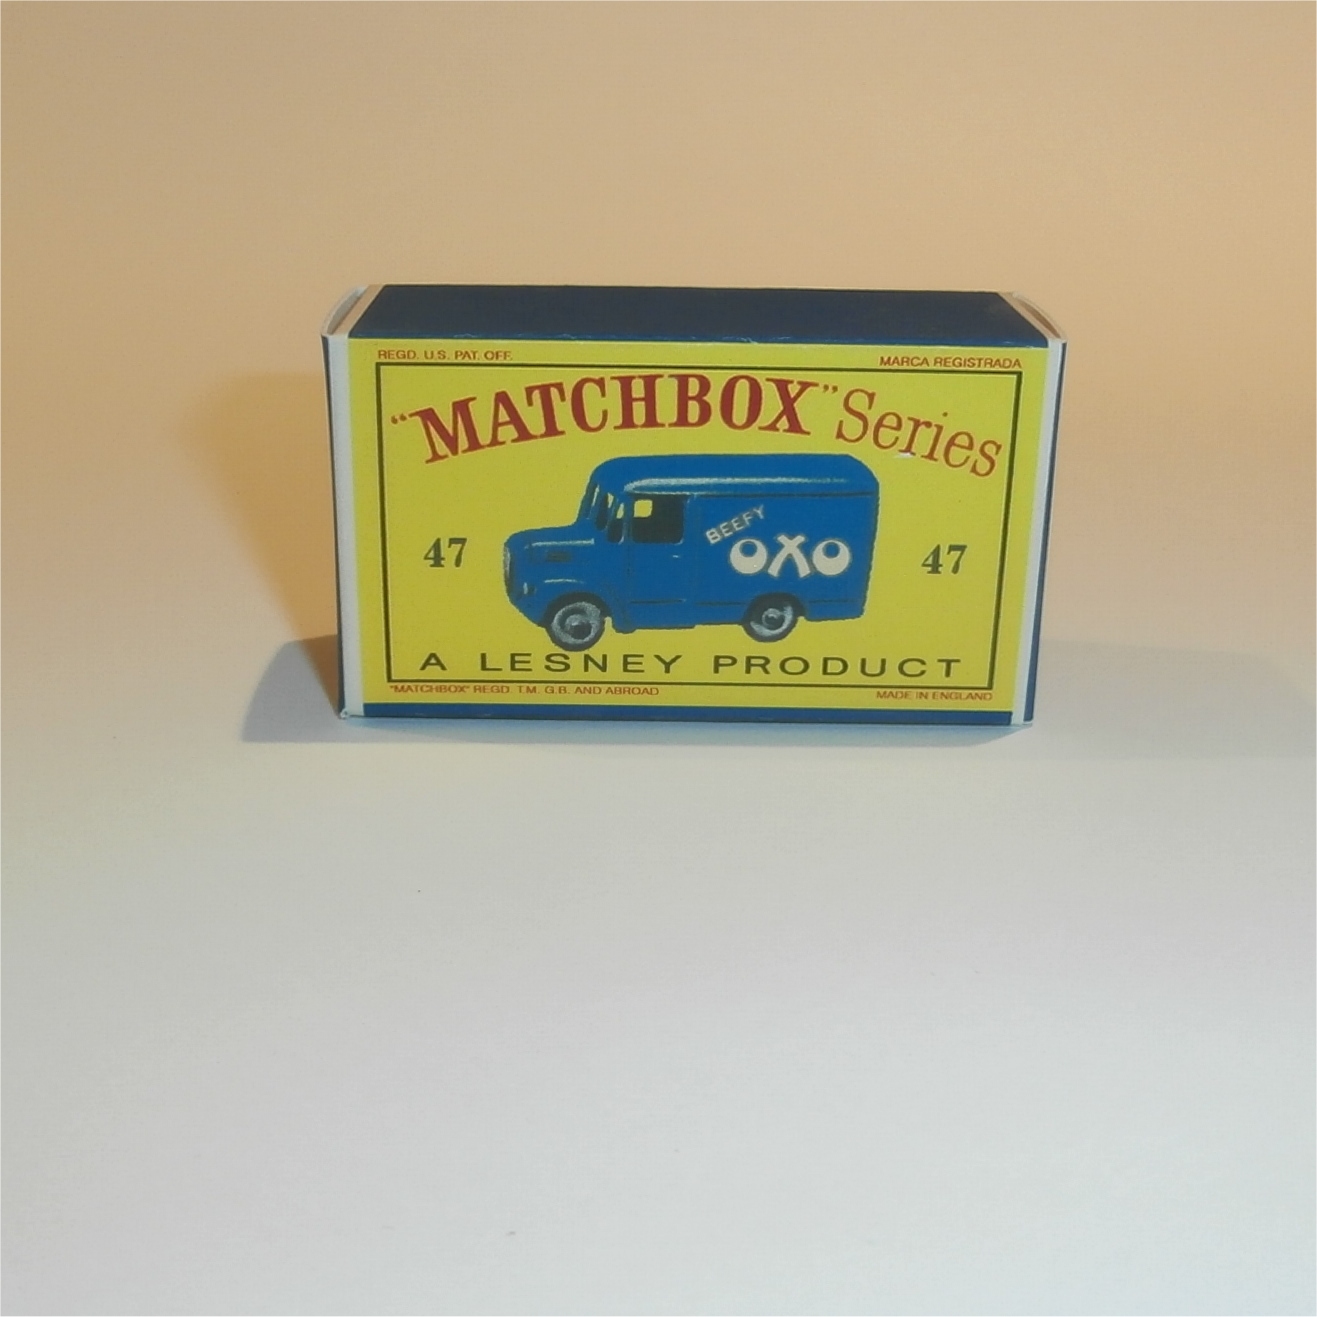 REGD. U.S. PAT. OFF. MARCA REGISTRADA
“MATCHBOX” Series
BEEFY
OXO
47 47
A LESNEY PRODUCT
"MATCHBOX" REGD. T.M. G.B. AND ABROAD MADE IN ENGLAND